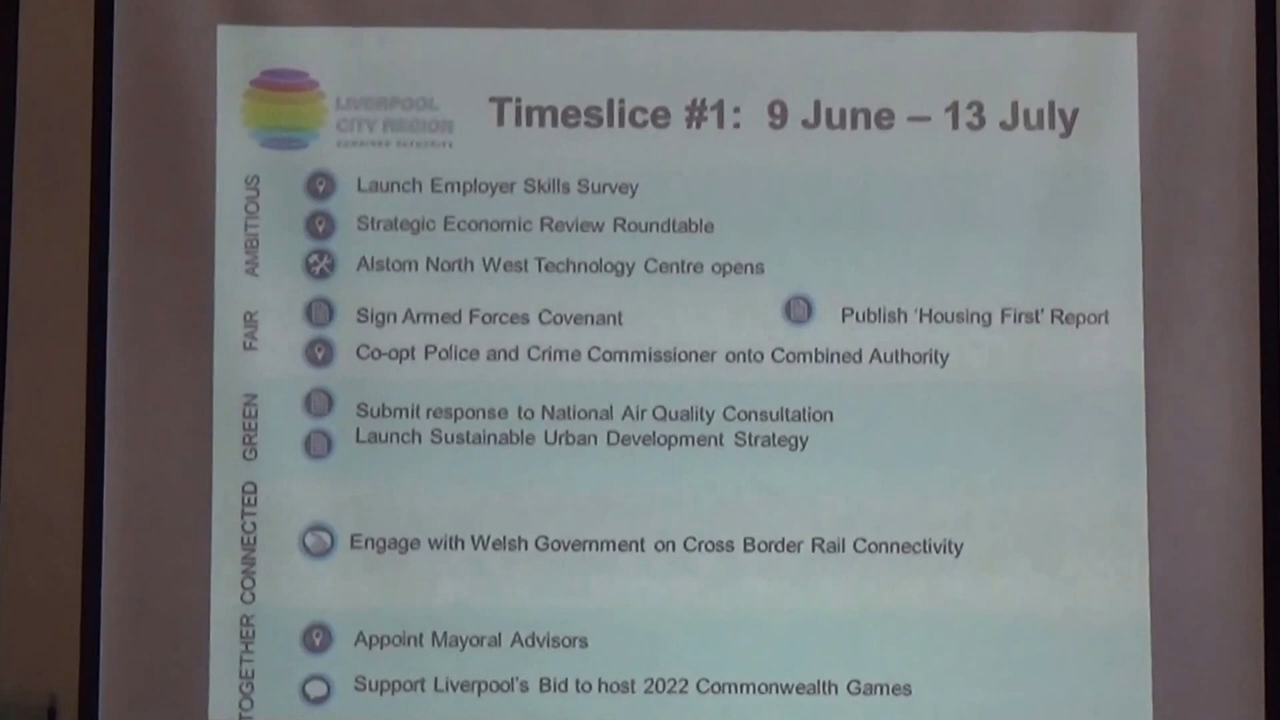 LIVERPOOL
CITY REGION
COMBINED AUTHORITY
Timeslice #1: 9 June – 13 July
AMBITIOUS
Launch Employer Skills Survey
Strategic Economic Review Roundtable
Alstom North West Technology Centre opens
FAIR
Sign Armed Forces Covenant
Publish ‘Housing First’ Report
Co-opt Police and Crime Commissioner onto Combined Authority
GREEN
Submit response to National Air Quality Consultation
Launch Sustainable Urban Development Strategy
CONNECTED
Engage with Welsh Government on Cross Border Rail Connectivity
TOGETHER
Appoint Mayoral Advisors
Support Liverpool's Bid to host 2022 Commonwealth Games